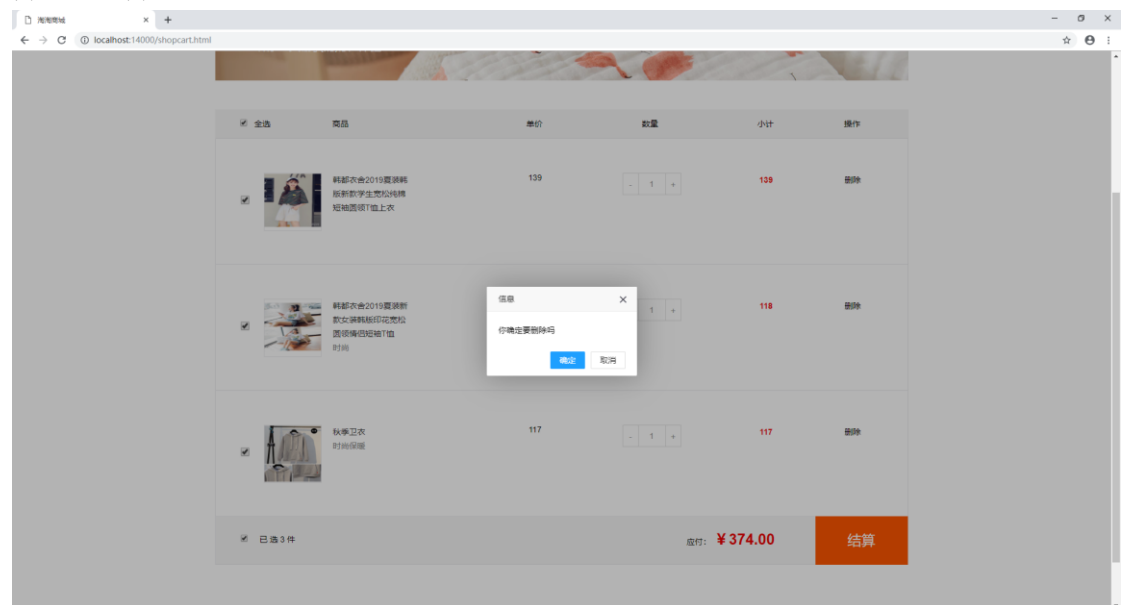 淘淘商城
localhost:14000/shopcart.html
全选 商品 单价 数量 小计 操作
韩都衣舍2019夏装韩
版新款学生宽松纯棉
短袖圆领T恤上衣
139
- 1 +
139
删除
韩都衣舍2019夏装新
款女装韩版印花宽松
圆领情侣短袖T恤
时尚
1 +
118
删除
信息
你确定要删除吗
确定 取消
秋季卫衣
时尚保暖
117
- 1 +
117
删除
已选3件
应付: ¥374.00
结算